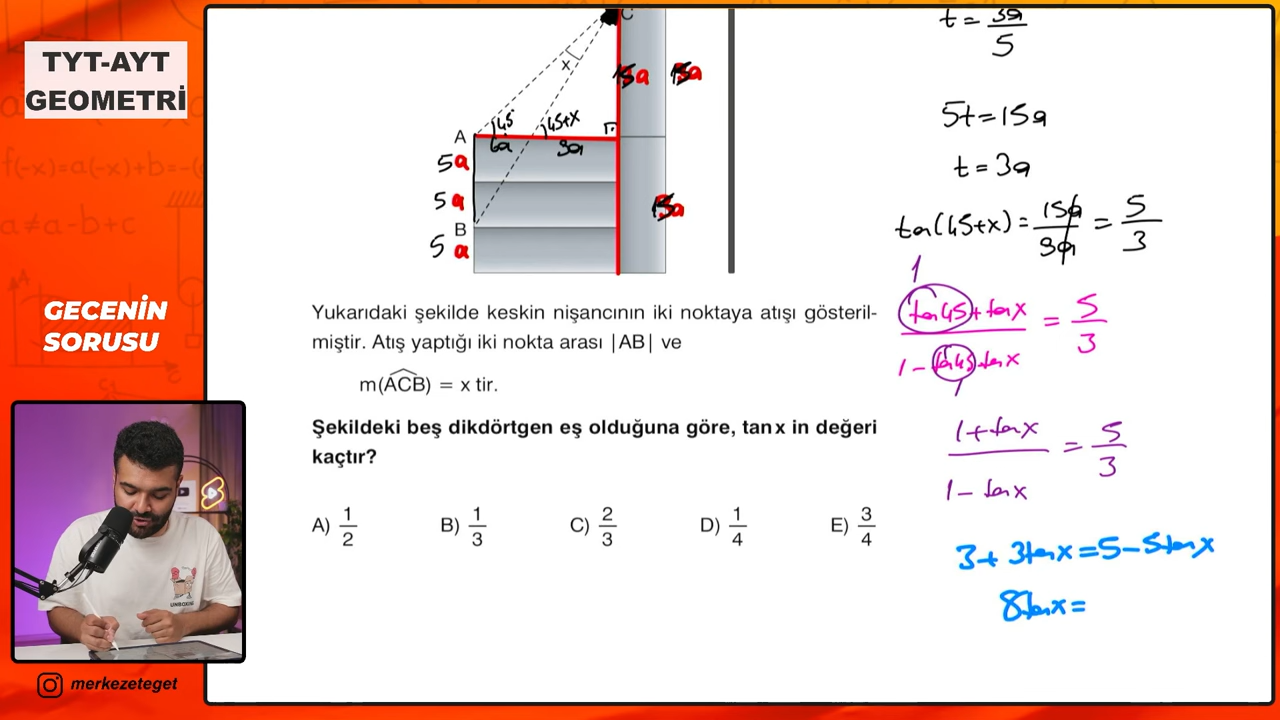 TYT-AYT
GEOMETRİ
GECENİN
SORUSU
merkezeteget
C
x
A
45
45+x
6a
9a
15a
15a
15a
5a
5a
B
5a
Yukarıdaki şekilde keskin nişancının iki noktaya atışı gösteril-
miştir. Atış yaptığı iki nokta arası |AB| ve
m(ACB) = x tir.
Şekildeki beş dikdörtgen eş olduğuna göre, tan x in değeri
kaçtır?
A) 1/2 B) 1/3 C) 2/3 D) 1/4 E) 3/4
5t=15a
t=3a
tan(45+x)=15a/9a=5/3
1
tan45+tanx/1-tan45.tanx=5/3
1
1+tanx/1-tanx=5/3
3+3tanx=5-5tanx
8tanx=